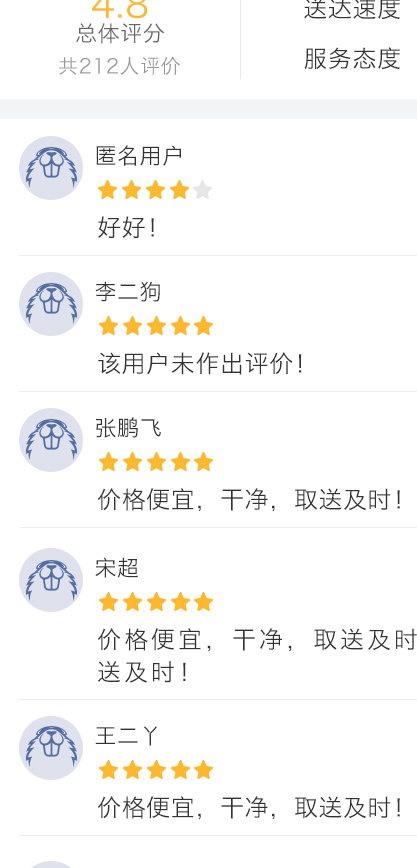 4.8
总体评分
共212人评价
送达速度
服务态度
匿名用户
好好！
李二狗
该用户未作出评价！
张鹏飞
价格便宜，干净，取送及时！
宋超
价格便宜，干净，取送及时
送及时！
王二丫
价格便宜，干净，取送及时！